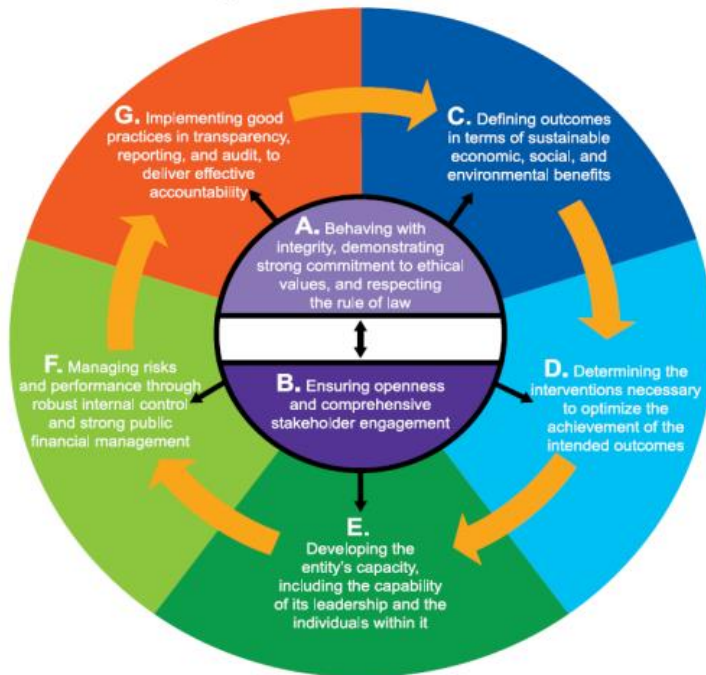 A. Behaving with
integrity, demonstrating
strong commitment to ethical
values, and respecting
the rule of law
B. Ensuring openness
and comprehensive
stakeholder engagement
C. Defining outcomes
in terms of sustainable
economic, social, and
environmental benefits
D. Determining the
interventions necessary
to optimize the
achievement of the
intended outcomes
E.
Developing the
entity's capacity,
including the capability
of its leadership and the
individuals within it
F. Managing risks
and performance through
robust internal control
and strong public
financial management
G. Implementing good
practices in transparency,
reporting, and audit, to
deliver effective
accountability